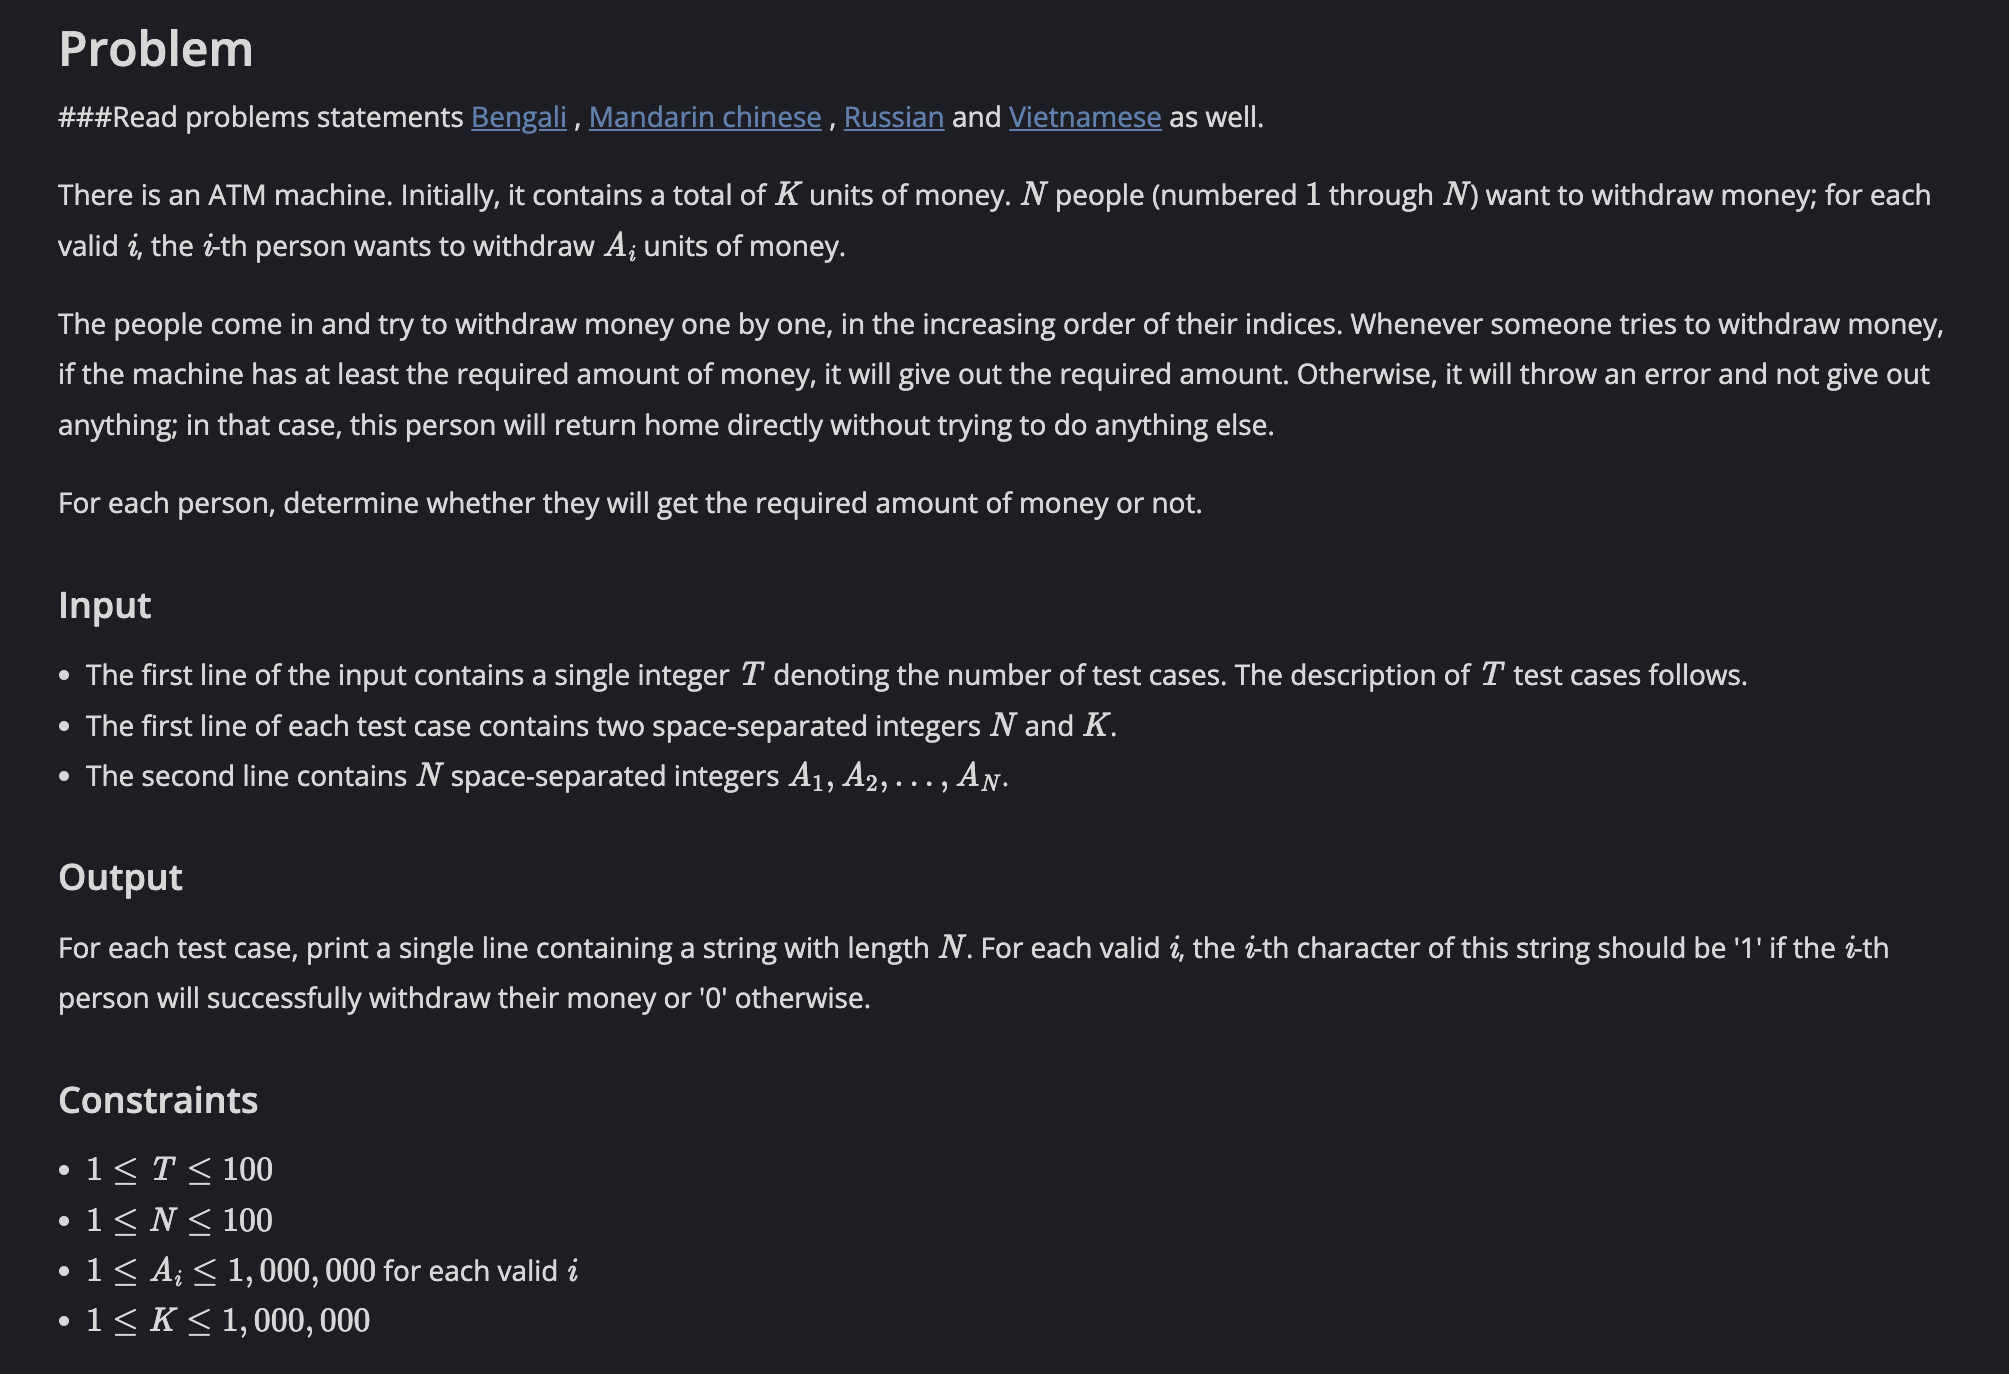 Problem
###Read problems statements Bengali , Mandarin chinese , Russian and Vietnamese as well.
There is an ATM machine. Initially, it contains a total of K units of money. N people (numbered 1 through N) want to withdraw money; for each
valid i, the i-th person wants to withdraw A_i units of money.
The people come in and try to withdraw money one by one, in the increasing order of their indices. Whenever someone tries to withdraw money,
if the machine has at least the required amount of money, it will give out the required amount. Otherwise, it will throw an error and not give out
anything; in that case, this person will return home directly without trying to do anything else.
For each person, determine whether they will get the required amount of money or not.
Input
• The first line of the input contains a single integer T denoting the number of test cases. The description of T test cases follows.
• The first line of each test case contains two space-separated integers N and K.
• The second line contains N space-separated integers A_1, A_2, . . . , A_N.
Output
For each test case, print a single line containing a string with length N. For each valid i, the i-th character of this string should be '1' if the i-th
person will successfully withdraw their money or '0' otherwise.
Constraints
• 1 ≤ T ≤ 100
• 1 ≤ N ≤ 100
• 1 ≤ A_i ≤ 1,000,000 for each valid i
• 1 ≤ K ≤ 1,000,000